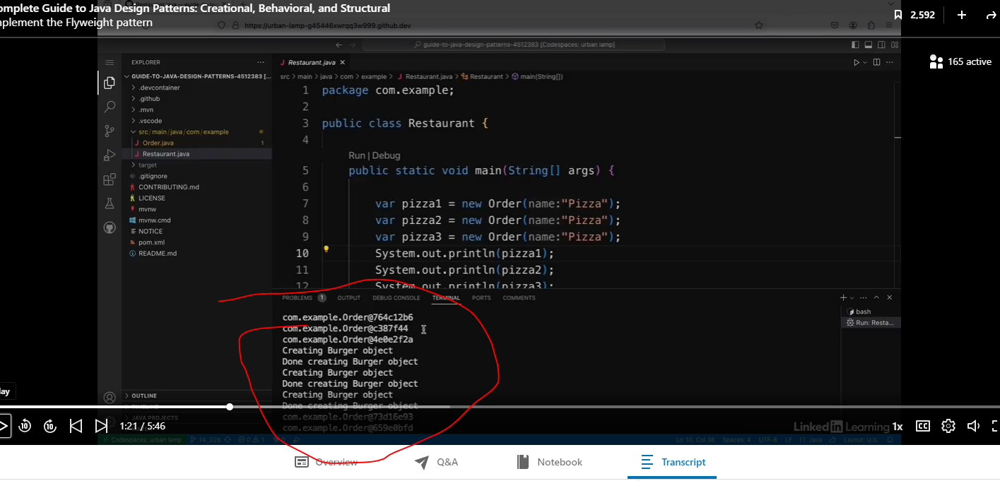 omplete Guide to Java Design Patterns: Creational, Behavioral, and Structural
mplement the Flyweight pattern
2,592
https://urban-lamp-g45446xwrqq3w999.github.dev
guide-to-java-design-patterns-4512383 [Codespaces: urban lamp]
165 active
EXPLORER
GUIDE-TO-JAVA-DESIGN-PATTERNS-4512383 [...
.devcontainer
.github
.mvn
.vscode
src/main/java/com/example
Order.java 1
Restaurant.java
target
.gitignore
CONTRIBUTING.md
LICENSE
mvnw
mvnw.cmd
NOTICE
pom.xml
README.md
OUTLINE
JAVA PROJECTS
Restaurant.java
src > main > java > com > example > Restaurant.java > Restaurant > main(String[])
1 package com.example;
2
3 public class Restaurant {
4
Run | Debug
5 public static void main(String[] args) {
6
7 var pizza1 = new Order(name:"Pizza");
8 var pizza2 = new Order(name:"Pizza");
9 var pizza3 = new Order(name:"Pizza");
10 System.out.println(pizza1);
11 System.out.println(pizza2);
12 System.out.println(pizza3);
PROBLEMS 1 OUTPUT DEBUG CONSOLE TERMINAL PORTS COMMENTS
com.example.Order@764c12b6
com.example.Order@c387f44
com.example.Order@4e0e2f2a
Creating Burger object
Done creating Burger object
Creating Burger object
Done creating Burger object
Creating Burger object
Done creating Burger object
com.example.Order@73d16e93
com.example.Order@659e0bfd
bash
Run: Resta...
lay
10 10 1:21 / 5:46
LinkedIn Learning
1x CC
Codespaces: urban lamp 14_02b 0 1 0
Ln 10, Col 36 Spaces: 4 UTF-8 LF {} Java Layout: U.S.
Overview Q&A Notebook Transcript